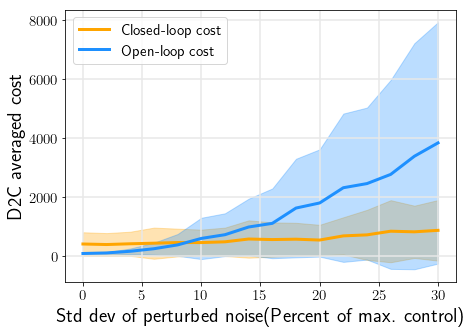 8000
Closed-loop cost
Open-loop cost
6000
4000
2000
0
D2C averaged cost
0 5 10 15 20 25 30
Std dev of perturbed noise(Percent of max. control)